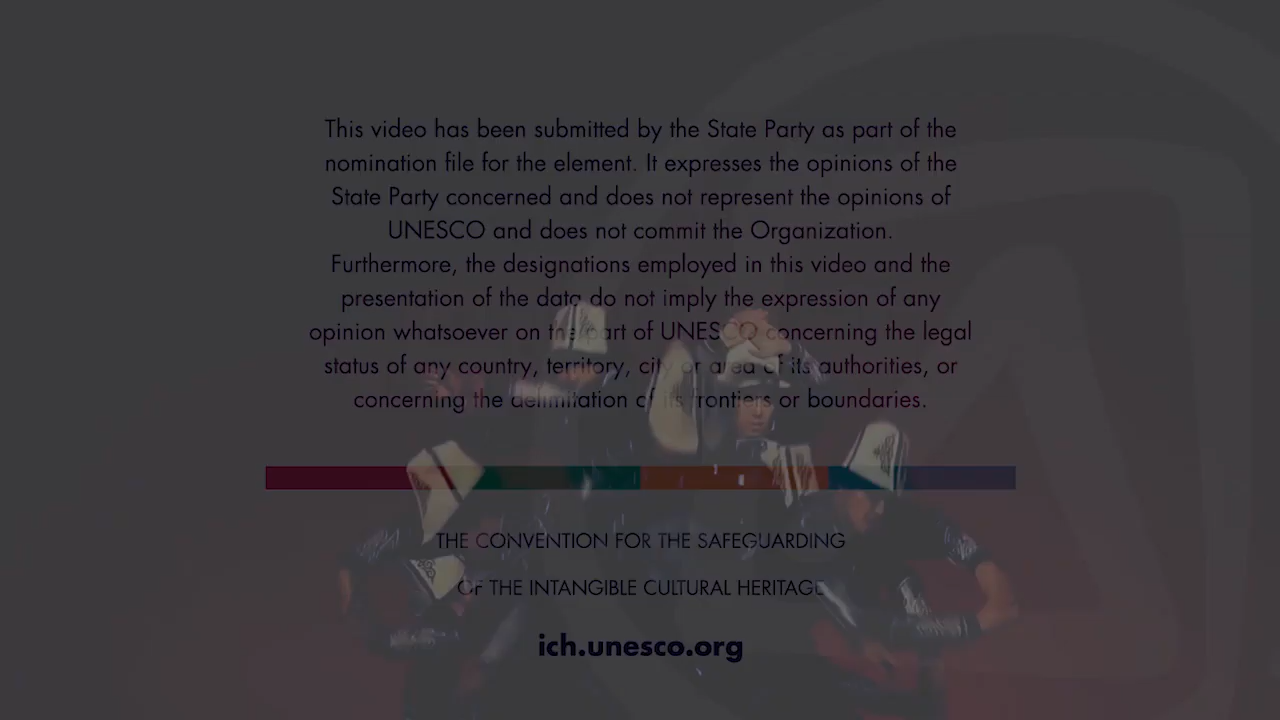 This video has been submitted by the State Party as part of the
nomination file for the element. It expresses the opinions of the
State Party concerned and does not represent the opinions of
UNESCO and does not commit the Organization.
Furthermore, the designations employed in this video and the
presentation of the data do not imply the expression of any
opinion whatsoever on the part of UNESCO concerning the legal
status of any country, territory, city or area of its authorities, or
concerning the delimitation of its frontiers or boundaries.
THE CONVENTION FOR THE SAFEGUARDING
OF THE INTANGIBLE CULTURAL HERITAGE
ich.unesco.org